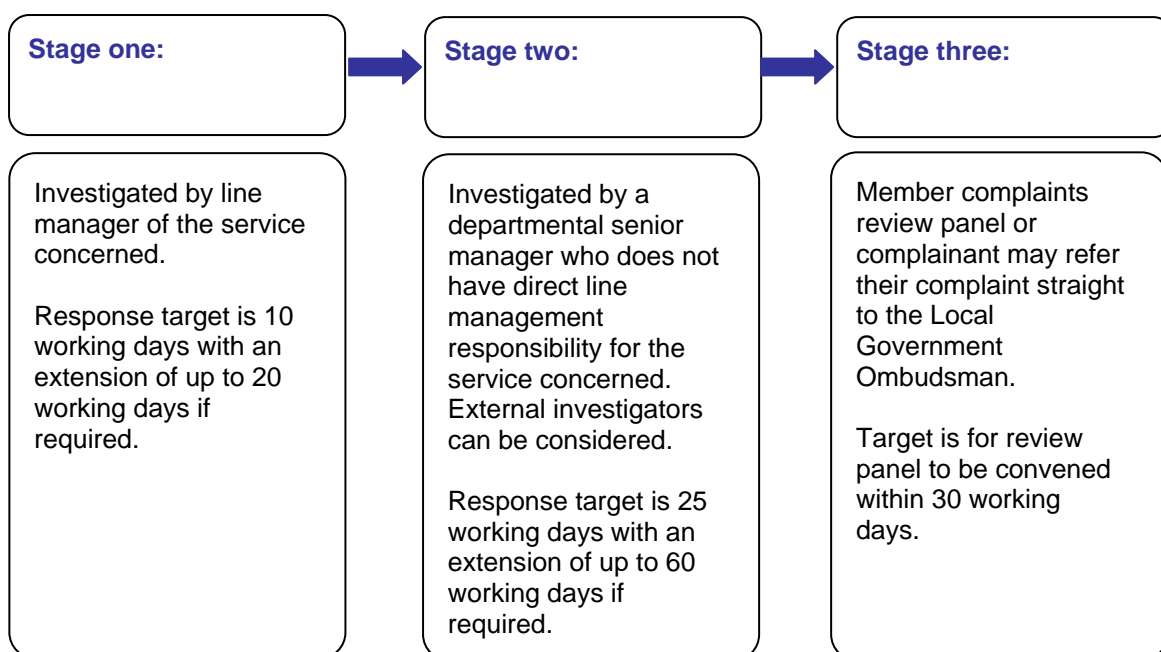 Stage one:
Stage two:
Stage three:
Investigated by line
manager of the service
concerned.
Response target is 10
working days with an
extension of up to 20
working days if
required.
Investigated by a
departmental senior
manager who does not
have direct line
management
responsibility for the
service concerned.
External investigators
can be considered.
Response target is 25
working days with an
extension of up to 60
working days if
required.
Member complaints
review panel or
complainant may refer
their complaint straight
to the Local
Government
Ombudsman.
Target is for review
panel to be convened
within 30 working
days.